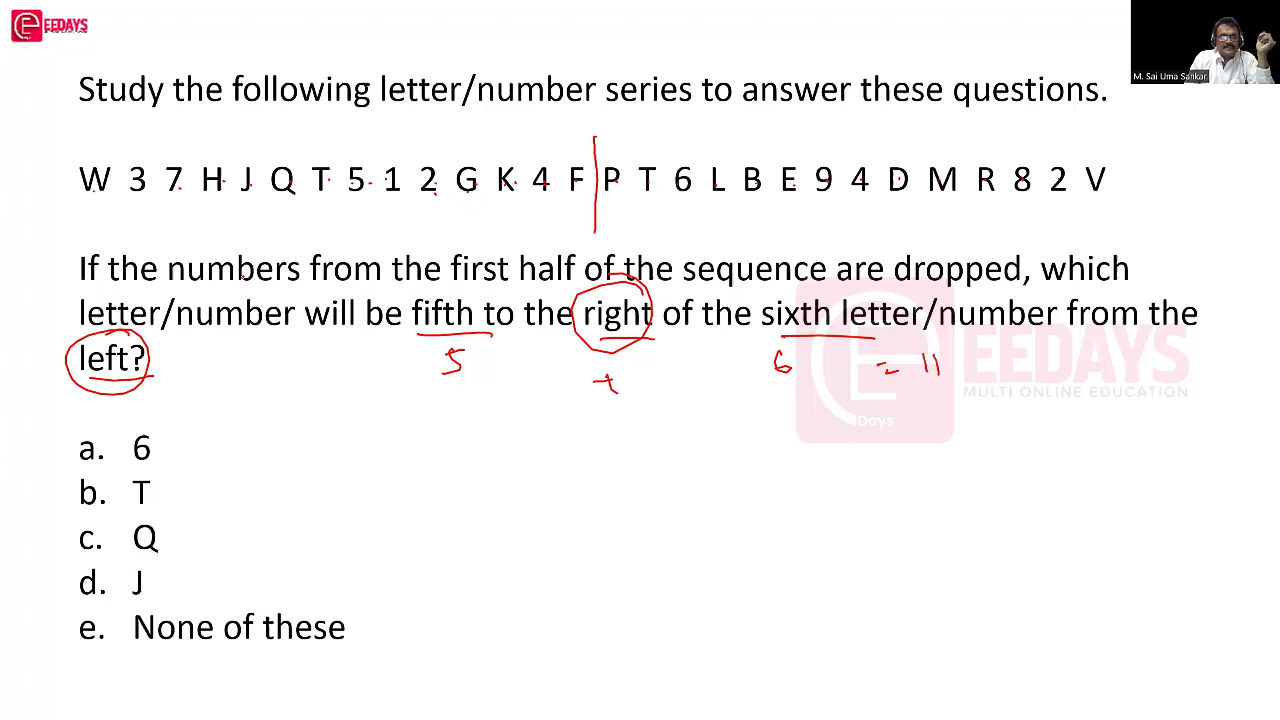 EEDAYS
M. Sai Uma Sankar
Study the following letter/number series to answer these questions.
W 3 7 H J Q T 5 1 2 G K 4 F P T 6 L B E 9 4 D M R 8 2 V
If the numbers from the first half of the sequence are dropped, which
letter/number will be fifth to the right of the sixth letter/number from the
left?
5 + 6 = 11
EEDAYS
MULTI ONLINE EDUCATION
Days
a. 6
b. T
c. Q
d. J
e. None of these